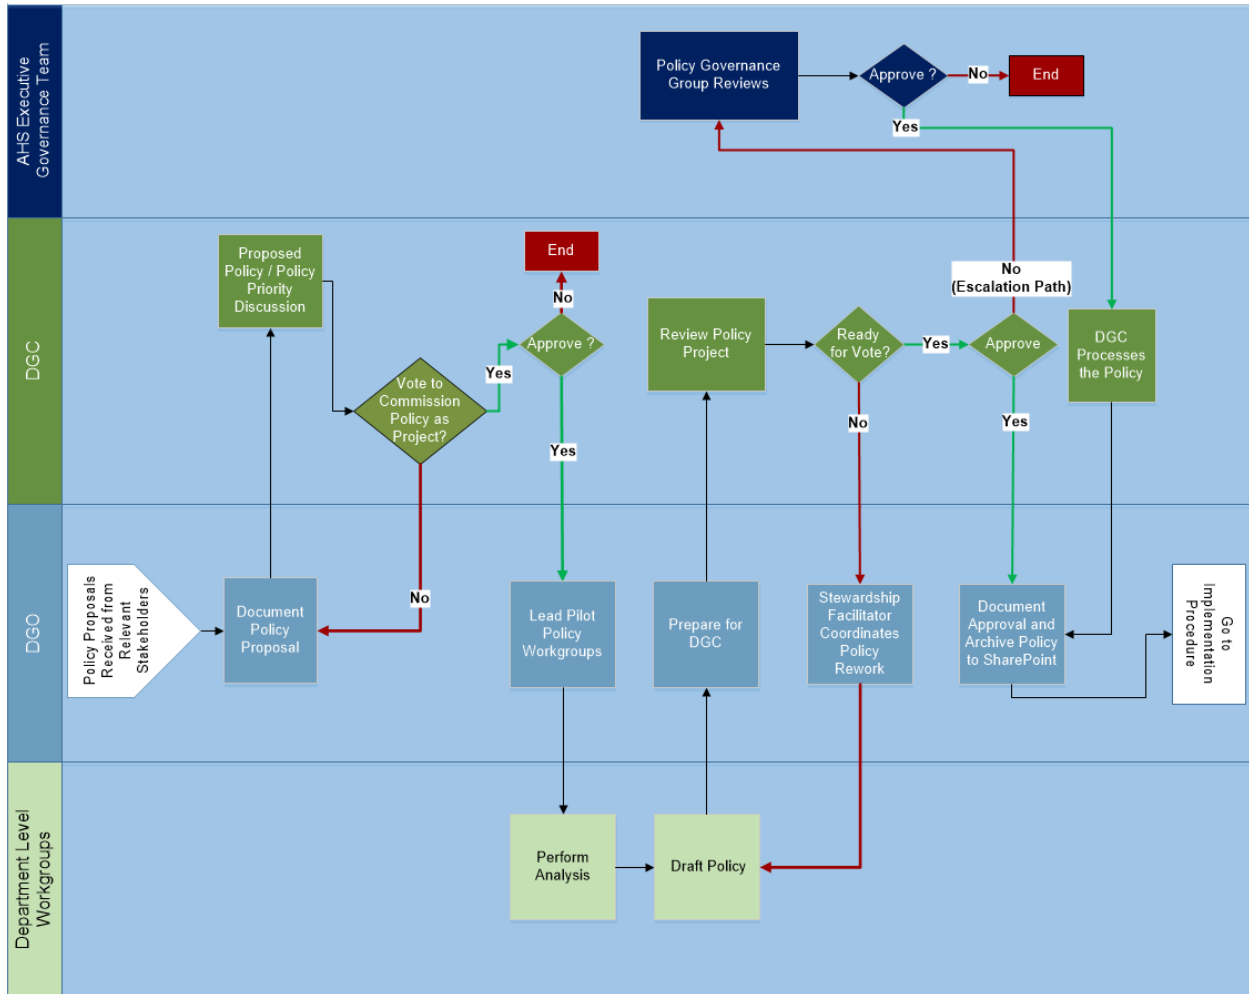 AHS Executive
Governance Team
Policy Governance
Group Reviews
Approve ?
No
End
Yes
DGC
Proposed
Policy / Policy
Priority
Discussion
Vote to
Commission
Policy as
Project?
Yes
No
End
No
Approve ?
Yes
Review Policy
Project
Ready
for Vote?
Yes
No
No
(Escalation Path)
Approve
Yes
DGC
Processes
the Policy
DGO
Policy Proposals
Received from
Relevant
Stakeholders
Document
Policy
Proposal
Lead Pilot
Policy
Workgroups
Prepare for
DGC
Stewardship
Facilitator
Coordinates
Policy
Rework
Document
Approval and
Archive Policy
to SharePoint
Go to
Implementation
Procedure
Department Level
Workgroups
Perform
Analysis
Draft Policy